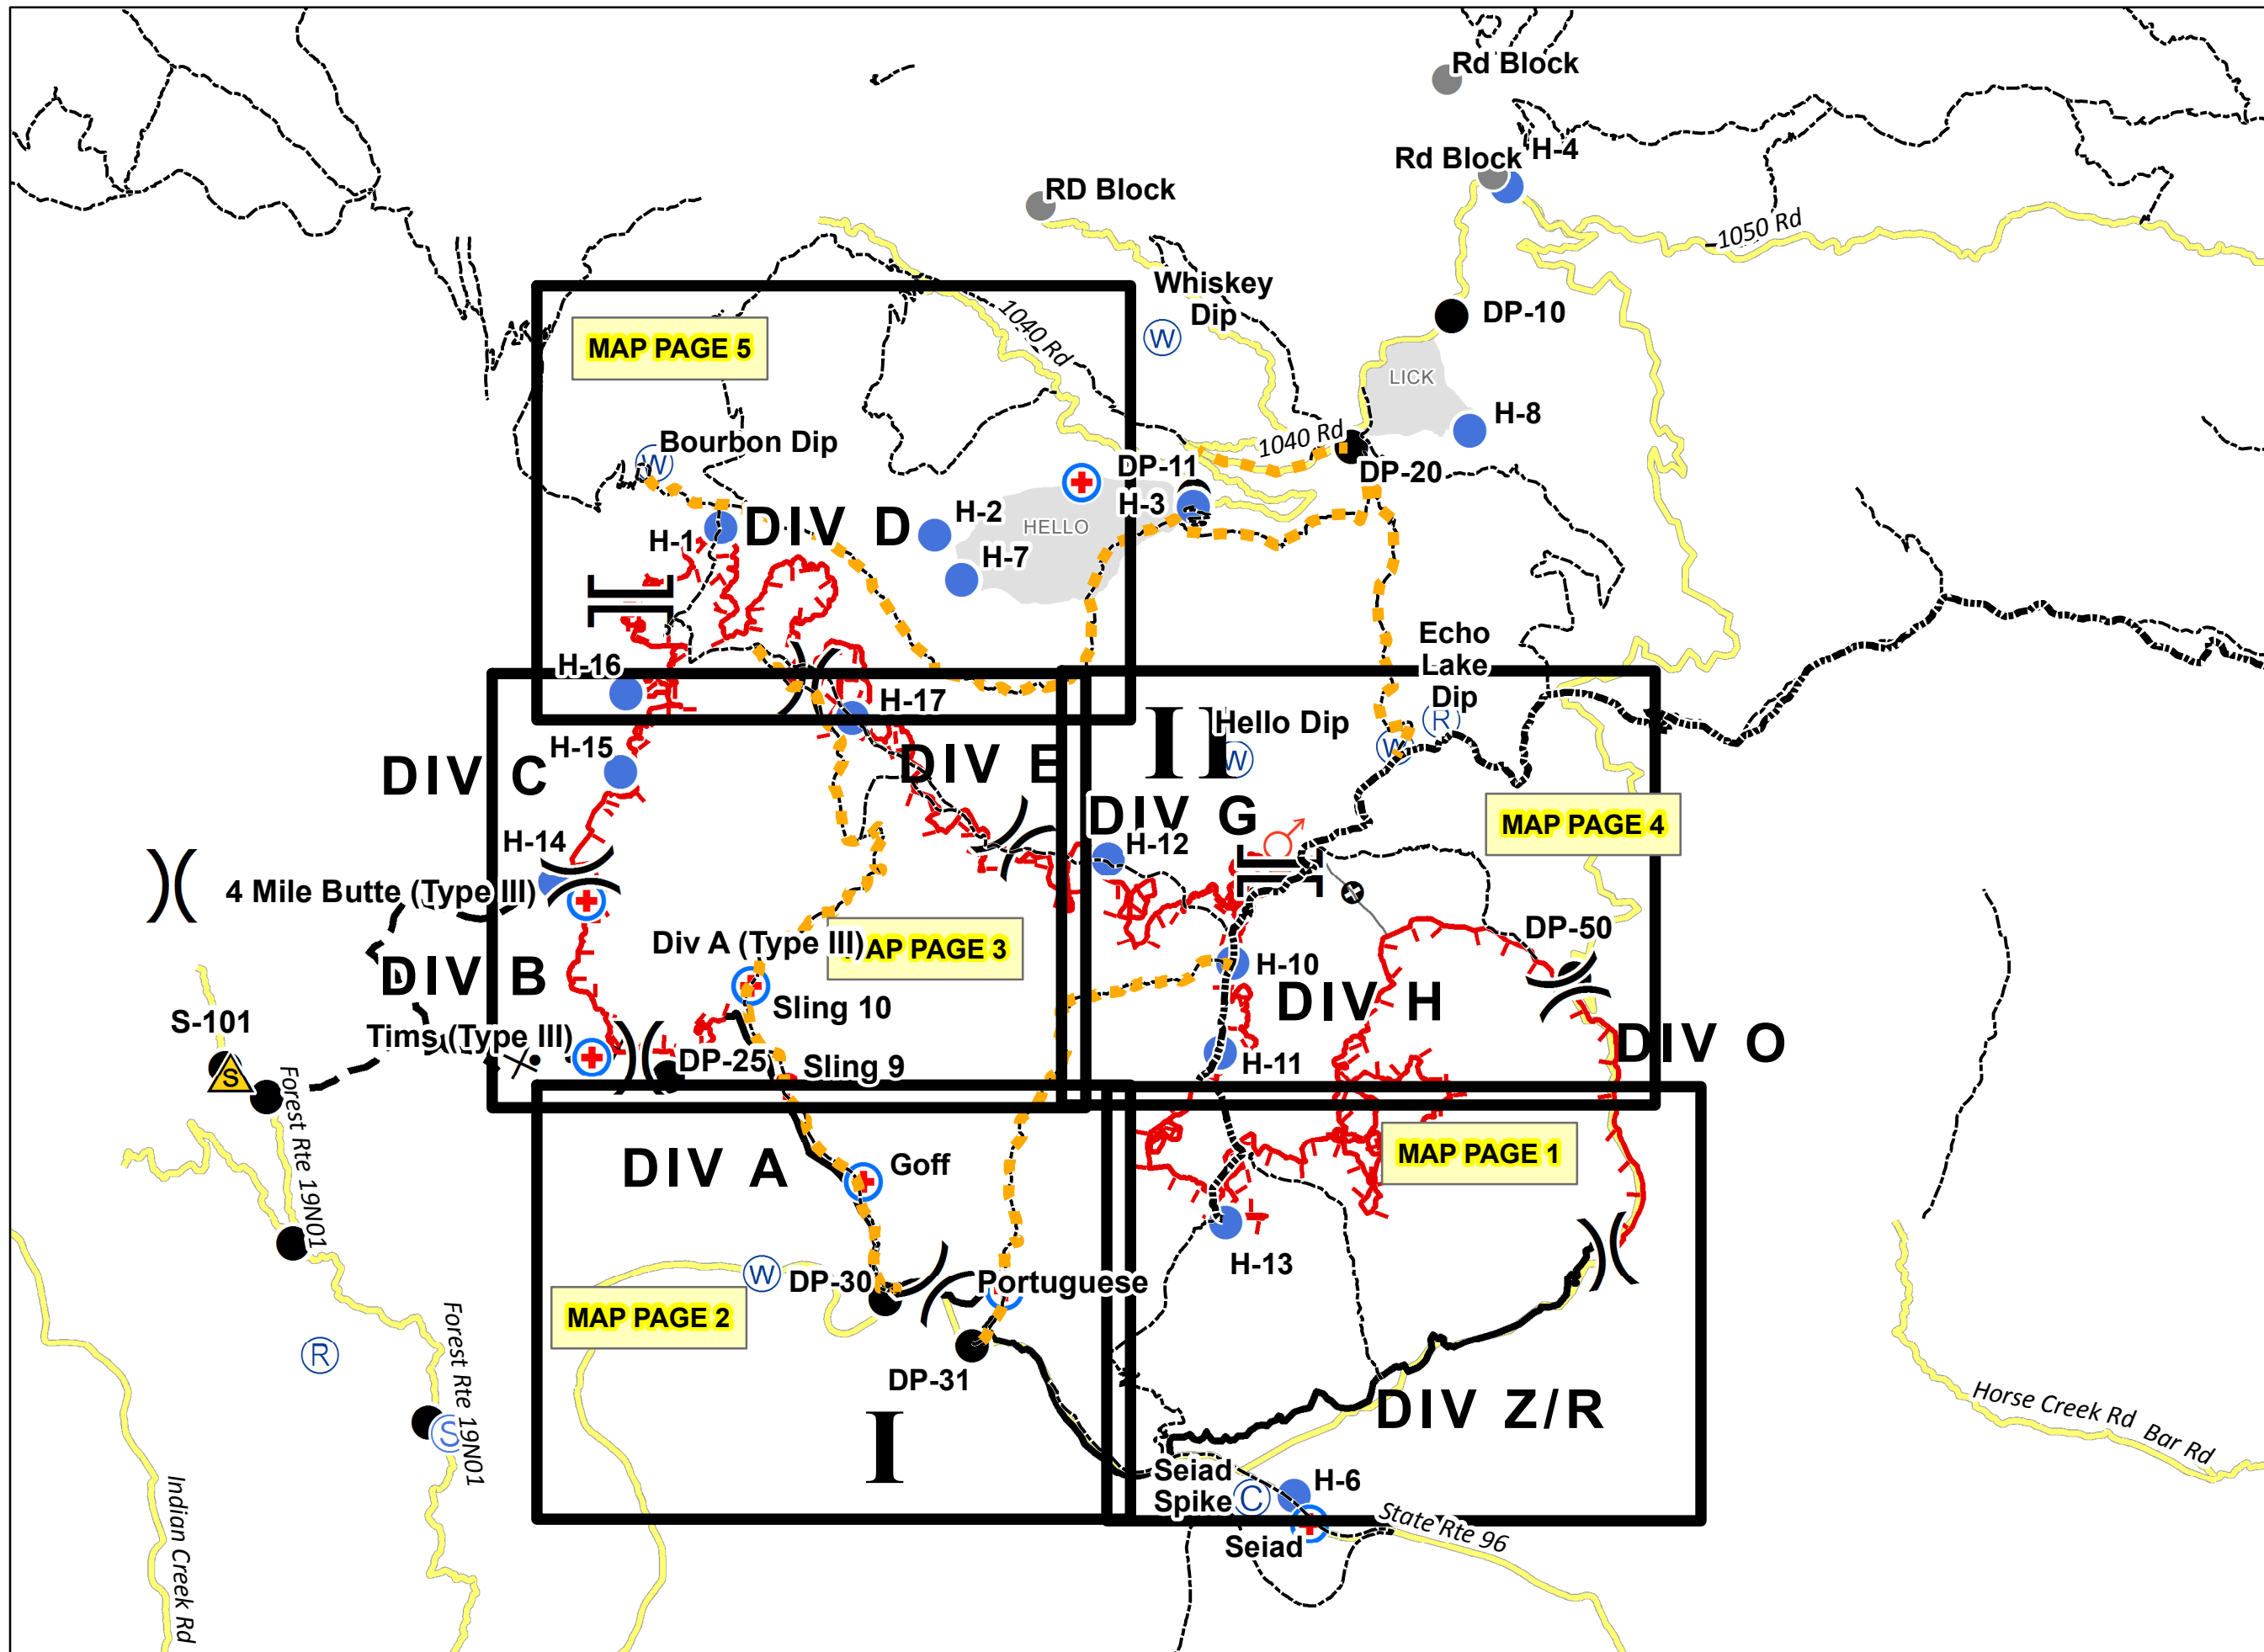 Rd Block
Rd Block
H-4
RD Block
1050 Rd
Whiskey
Dip
W
DP-10
1040 Rd
MAP PAGE 5
LICK
H-8
Bourbon Dip
W
1040 Rd
DP-11
DP-20
H-3
H-2
HELLO
H-1
DIV D
H-7
Echo
Lake
Dip
R
H-16
H-17
II
Hello Dip
W
W
H-15
DIV C
DIV E
DIV G
MAP PAGE 4
H-14
H-12
4 Mile Butte (Type III)
Div A (Type III)
MAP PAGE 3
DP-50
DIV B
H-10
DIV H
Sling 10
S-101
Tims (Type III)
DP-25
Sling 9
H-11
DIV O
S
Forest Rte 19N01
DIV A
Goff
MAP PAGE 1
H-13
W
DP-30
Portuguese
MAP PAGE 2
R
DP-31
Forest Rte 19N01
S
I
DIV Z/R
Horse Creek Rd
Bar Rd
Seiad
Spike
C
H-6
Seiad
State Rte 96
Indian Creek Rd